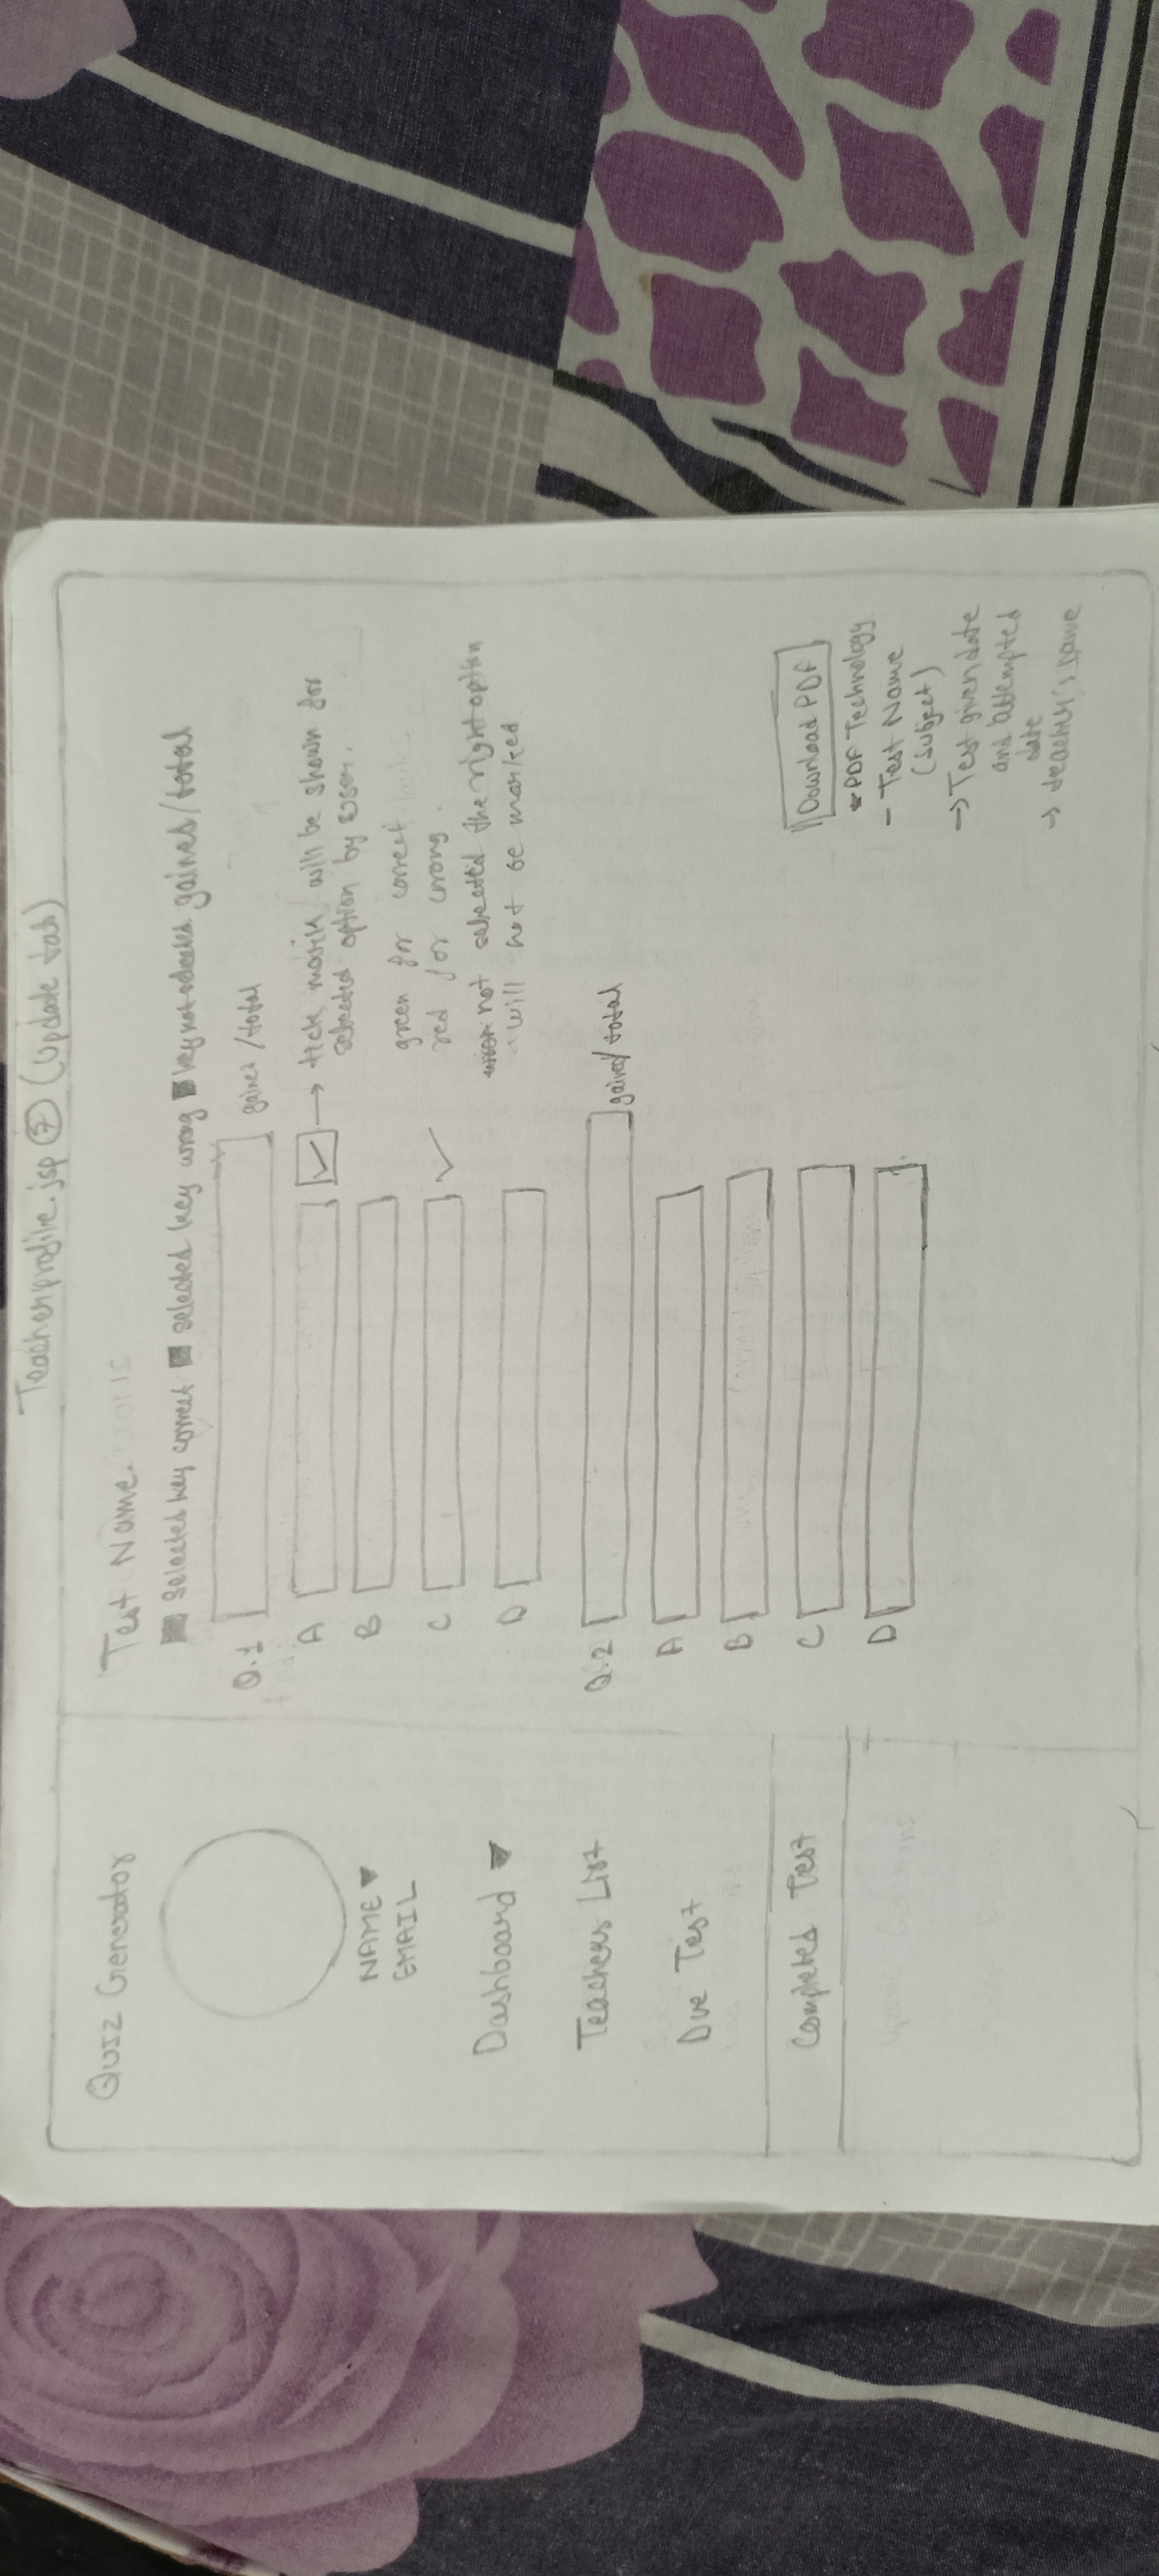 Teacherprofile.jsp 7 (Update tab)
Quiz Generator
NAME ▼
EMAIL
Dashboard ▼
Teachers List
Due Test
Completed Test
Test Name
selected key correct selected key wrong key not selected gained/total
Q.1 gained/total
A → tick mark will be shown for
selected option by user.
B
green for correct
C ✓ red for wrong.
not selected the right option
D will not be marked
Q.2 gained/total
A
B
C
D
Download PDF
* PDF Technology
- Test Name
(subject)
→ Test given date
and attempted
date
→ teacher's name